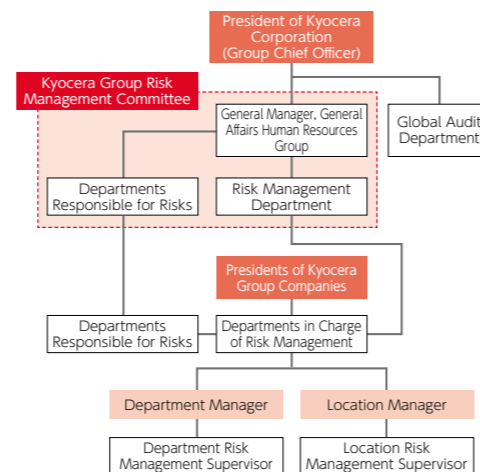 President of Kyocera
Corporation
(Group Chief Officer)
Kyocera Group Risk
Management Committee
General Manager, General
Affairs Human Resources
Group
Global Audit
Department
Departments
Responsible for Risks
Risk Management
Department
Presidents of Kyocera
Group Companies
Departments
Responsible for Risks
Departments in Charge
of Risk Management
Department Manager
Location Manager
Department Risk
Management Supervisor
Location Risk
Management Supervisor